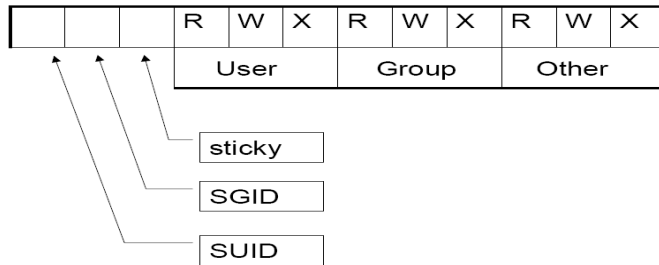 R W X R W X R W X
User Group Other
sticky
SGID
SUID